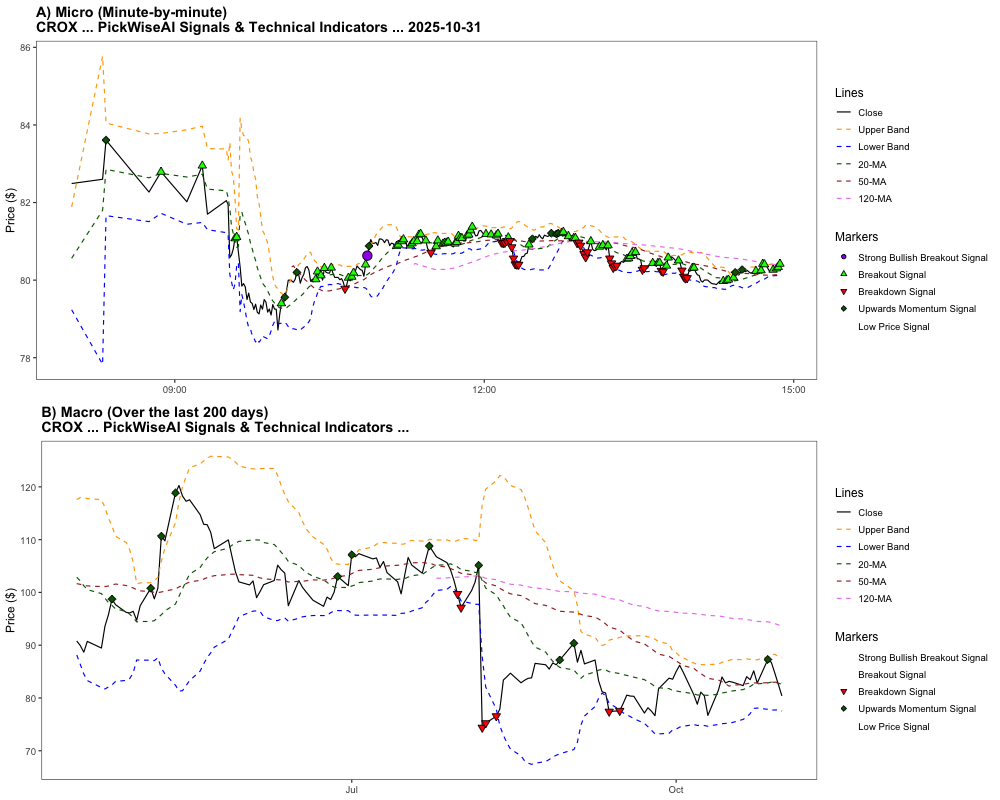 A) Micro (Minute-by-minute)
CROX ... PickWiseAI Signals & Technical Indicators ... 2025-10-31
86
84
82
80
78
Price ($)
09:00
12:00
15:00
Lines
Close
Upper Band
Lower Band
20-MA
50-MA
120-MA
Markers
Strong Bullish Breakout Signal
Breakout Signal
Breakdown Signal
Upwards Momentum Signal
Low Price Signal
B) Macro (Over the last 200 days)
CROX ... PickWiseAI Signals & Technical Indicators ...
120
110
100
90
80
70
Price ($)
Jul
Oct
Lines
Close
Upper Band
Lower Band
20-MA
50-MA
120-MA
Markers
Strong Bullish Breakout Signal
Breakout Signal
Breakdown Signal
Upwards Momentum Signal
Low Price Signal